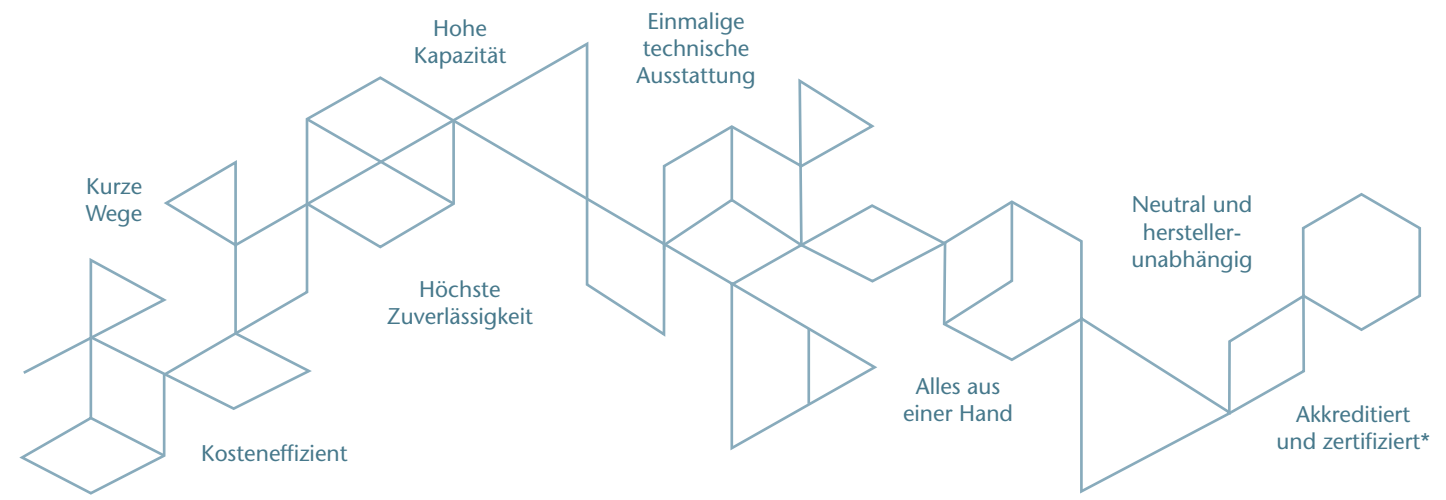 Kurze
Wege
Kosteneffizient
Hohe
Kapazität
Höchste
Zuverlässigkeit
Einmalige
technische
Ausstattung
Alles aus
einer Hand
Neutral und
hersteller-
unabhängig
Akkreditiert
und zertifiziert*